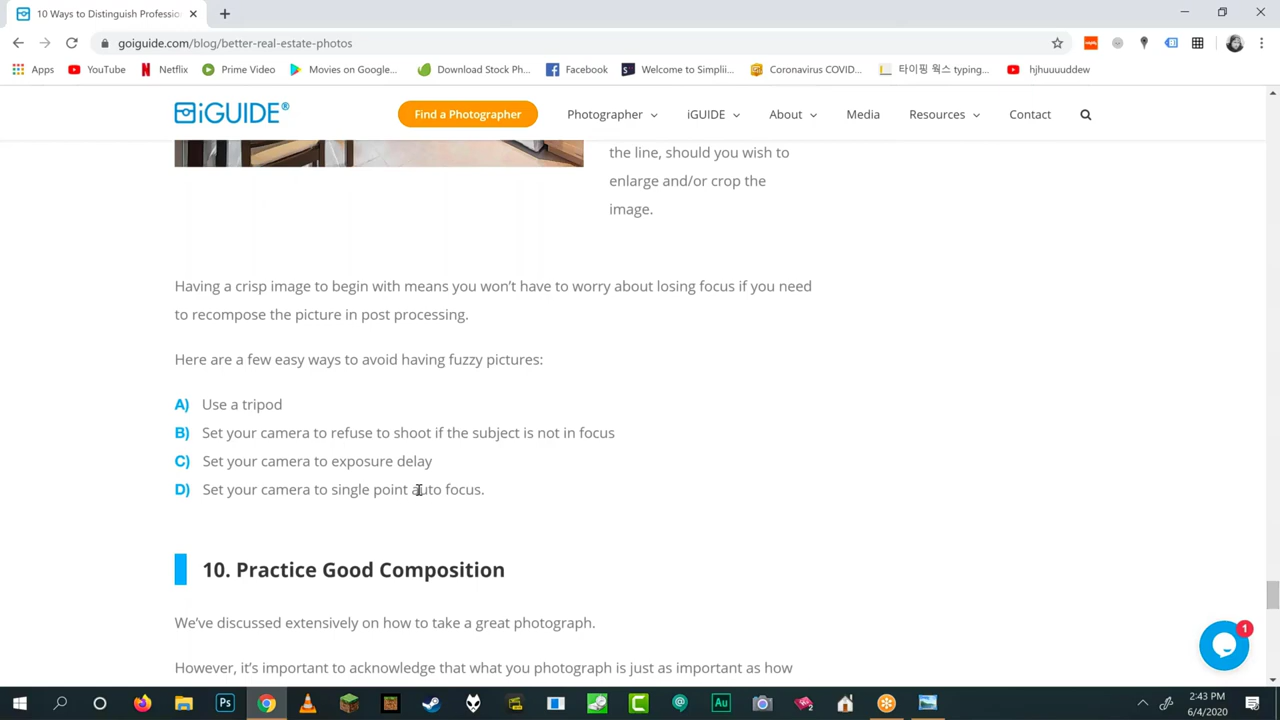 10 Ways to Distinguish Professio
goiguide.com/blog/better-real-estate-photos
Apps YouTube Netflix Prime Video Movies on Google... Download Stock Ph... Facebook Welcome to Simplii... Coronavirus COVID... 타이핑 웍스 typing... hjhuuuuddew
iGUIDE® Find a Photographer Photographer iGUIDE About Media Resources Contact
the line, should you wish to
enlarge and/or crop the
image.
Having a crisp image to begin with means you won’t have to worry about losing focus if you need
to recompose the picture in post processing.
Here are a few easy ways to avoid having fuzzy pictures:
A) Use a tripod
B) Set your camera to refuse to shoot if the subject is not in focus
C) Set your camera to exposure delay
D) Set your camera to single point auto focus.
10. Practice Good Composition
We’ve discussed extensively on how to take a great photograph.
1
However, it’s important to acknowledge that what you photograph is just as important as how
Ps Au 2:43 PM
6/4/2020